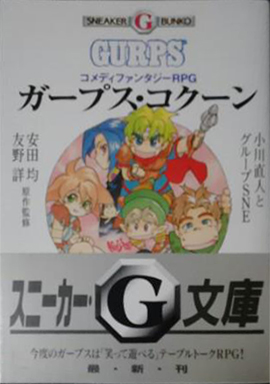 SNEAKER G BUNKO
GURPS
コメディファンタジーRPG
ガープス・コクーン
小川直人と
グループSNE
安田 均
友野 詳
原作監修
スニーカー・G文庫
今度のガープスは「笑って遊べる」テーブルトークRPG!
最・新・刊